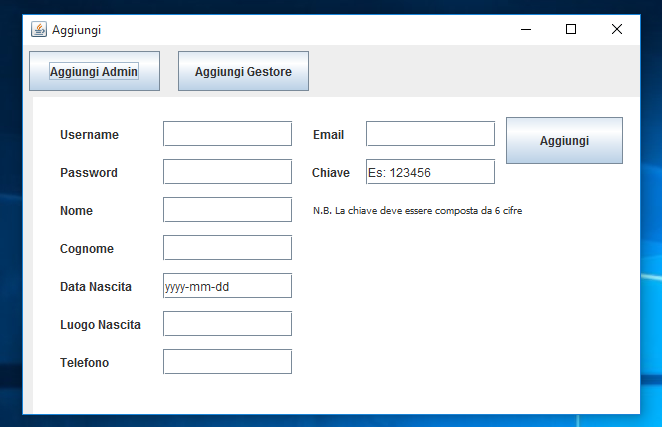 Aggiungi
Aggiungi Admin
Aggiungi Gestore
Username
Email
Aggiungi
Password
Chiave
Es: 123456
Nome
N.B. La chiave deve essere composta da 6 cifre
Cognome
Data Nascita
yyyy-mm-dd
Luogo Nascita
Telefono